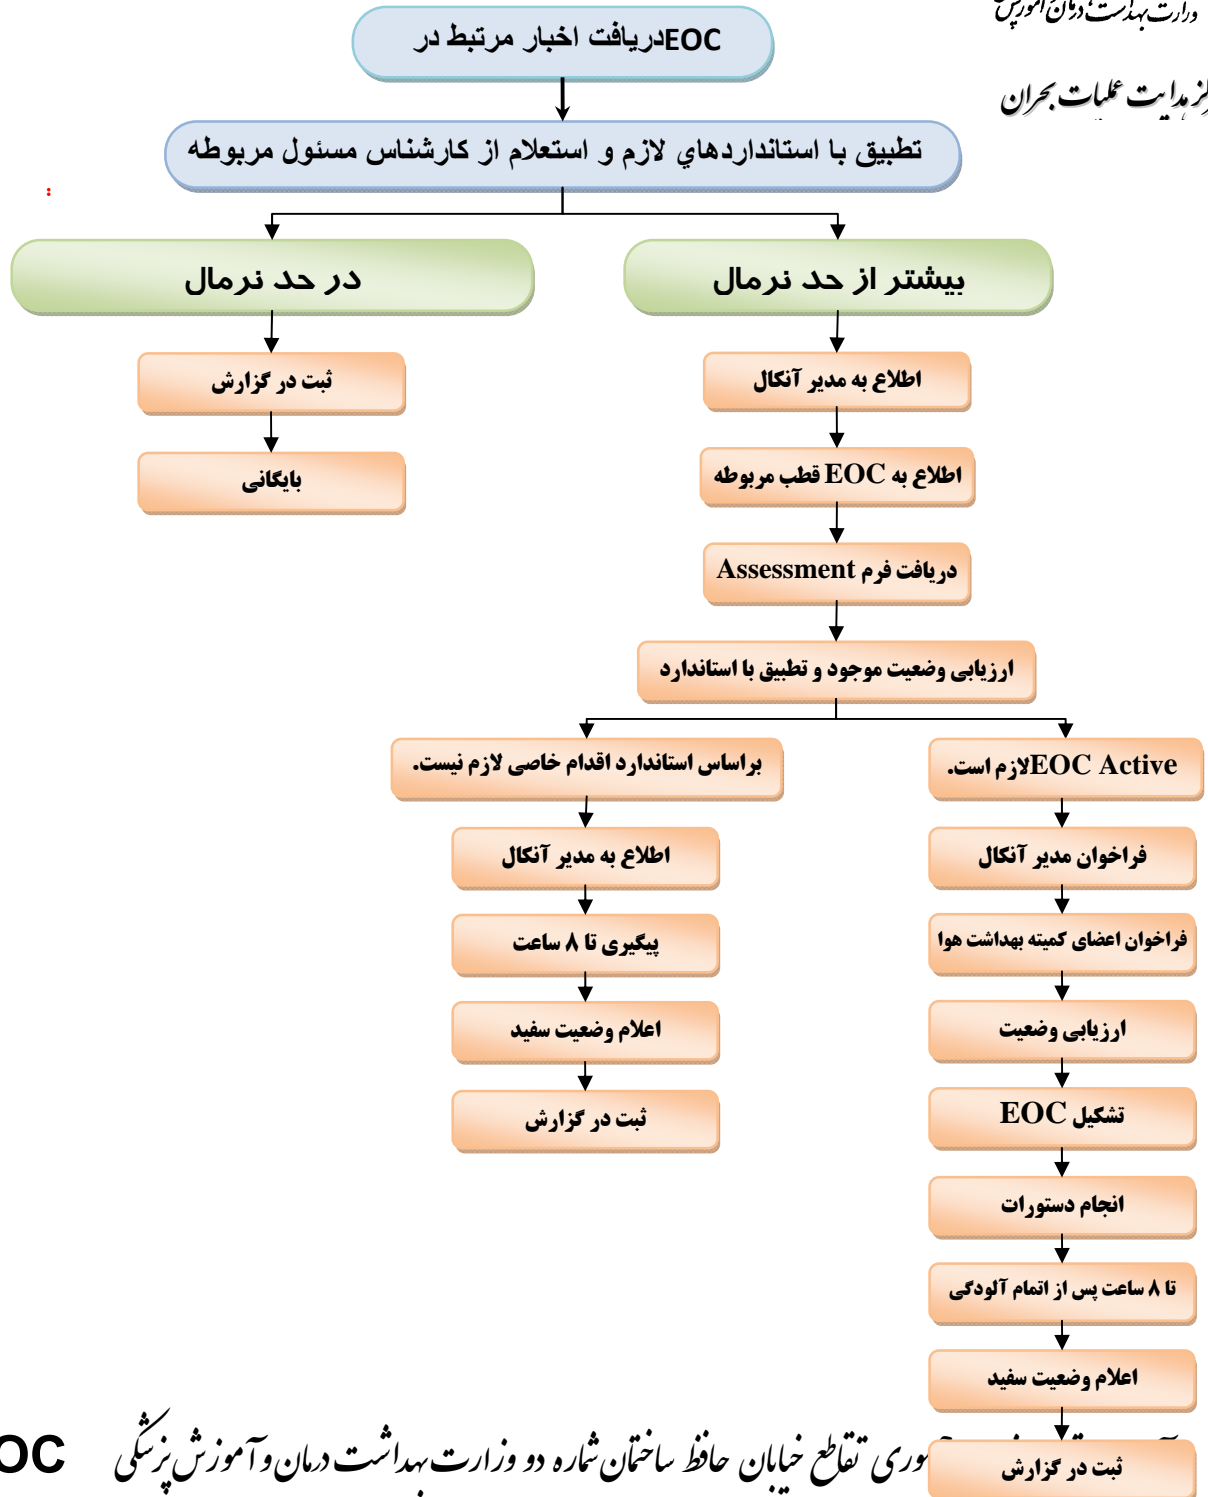 وزارت بهداشت، درمان آموزش
مدایت عملیات بحران
دریافت اخبار مرتبط در EOC
تطبیق با استانداردهاي لازم و استعلام از کارشناس مسئول مربوطه
:
بیشتر از حد نرمال
در حد نرمال
اطلاع به مدیر آنکال
ثبت در گزارش
اطلاع به EOC قطب مربوطه
بایگانی
دریافت فرم Assessment
ارزیابی وضعیت موجود و تطبیق با استاندارد
EOC Active لازم است.
براساس استاندارد اقدام خاصی لازم نیست.
فراخوان مدیر آنکال
اطلاع به مدیر آنکال
فراخوان اعضای کمیته بهداشت هوا
پیگیری تا ۸ ساعت
ارزیابی وضعیت
اعلام وضعیت سفید
تشکیل EOC
ثبت در گزارش
انجام دستورات
تا ۸ ساعت پس از اتمام آلودگی
اعلام وضعیت سفید
ثبت در گزارش
وری تقاطع خیابان حافظ ساختمان شماره دو وزارت بهداشت درمان و آموزش پزشکی OC